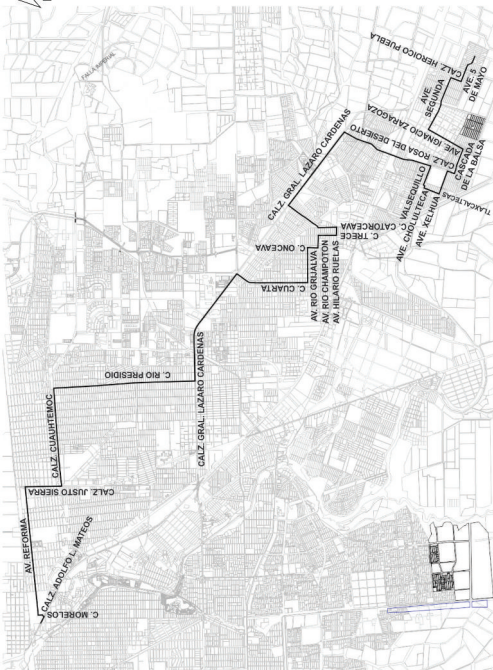 FALLA IMPERIAL
CALZ. HEROICO PUEBLA
AVE. 5
DE MAYO
AVE.
SEGUNDA
AVE. IGNACIO ZARAGOZA
CALZ. ROSA DEL DESIERTO
CASCADA
DE LA BALSA
TLAXCALTECAS
VALSEQUILLO
AVE. CHOLULTECA
AVE. XELHUA
CALZ. GRAL. LAZARO CARDENAS
C. CATORCEAVA
C. TRECE
C. ONCEAVA
C. CUARTA
AV. RIO GRIJALVA
AV. RIO CHAMPOTON
AV. HILARIO RUELAS
CALZ. GRAL. LAZARO CARDENAS
C. RIO PRESIDIO
CALZ. CUAUHTEMOC
CALZ. JUSTO SIERRA
AV. REFORMA
CALZ. ADOLFO L. MATEOS
C. MORELOS